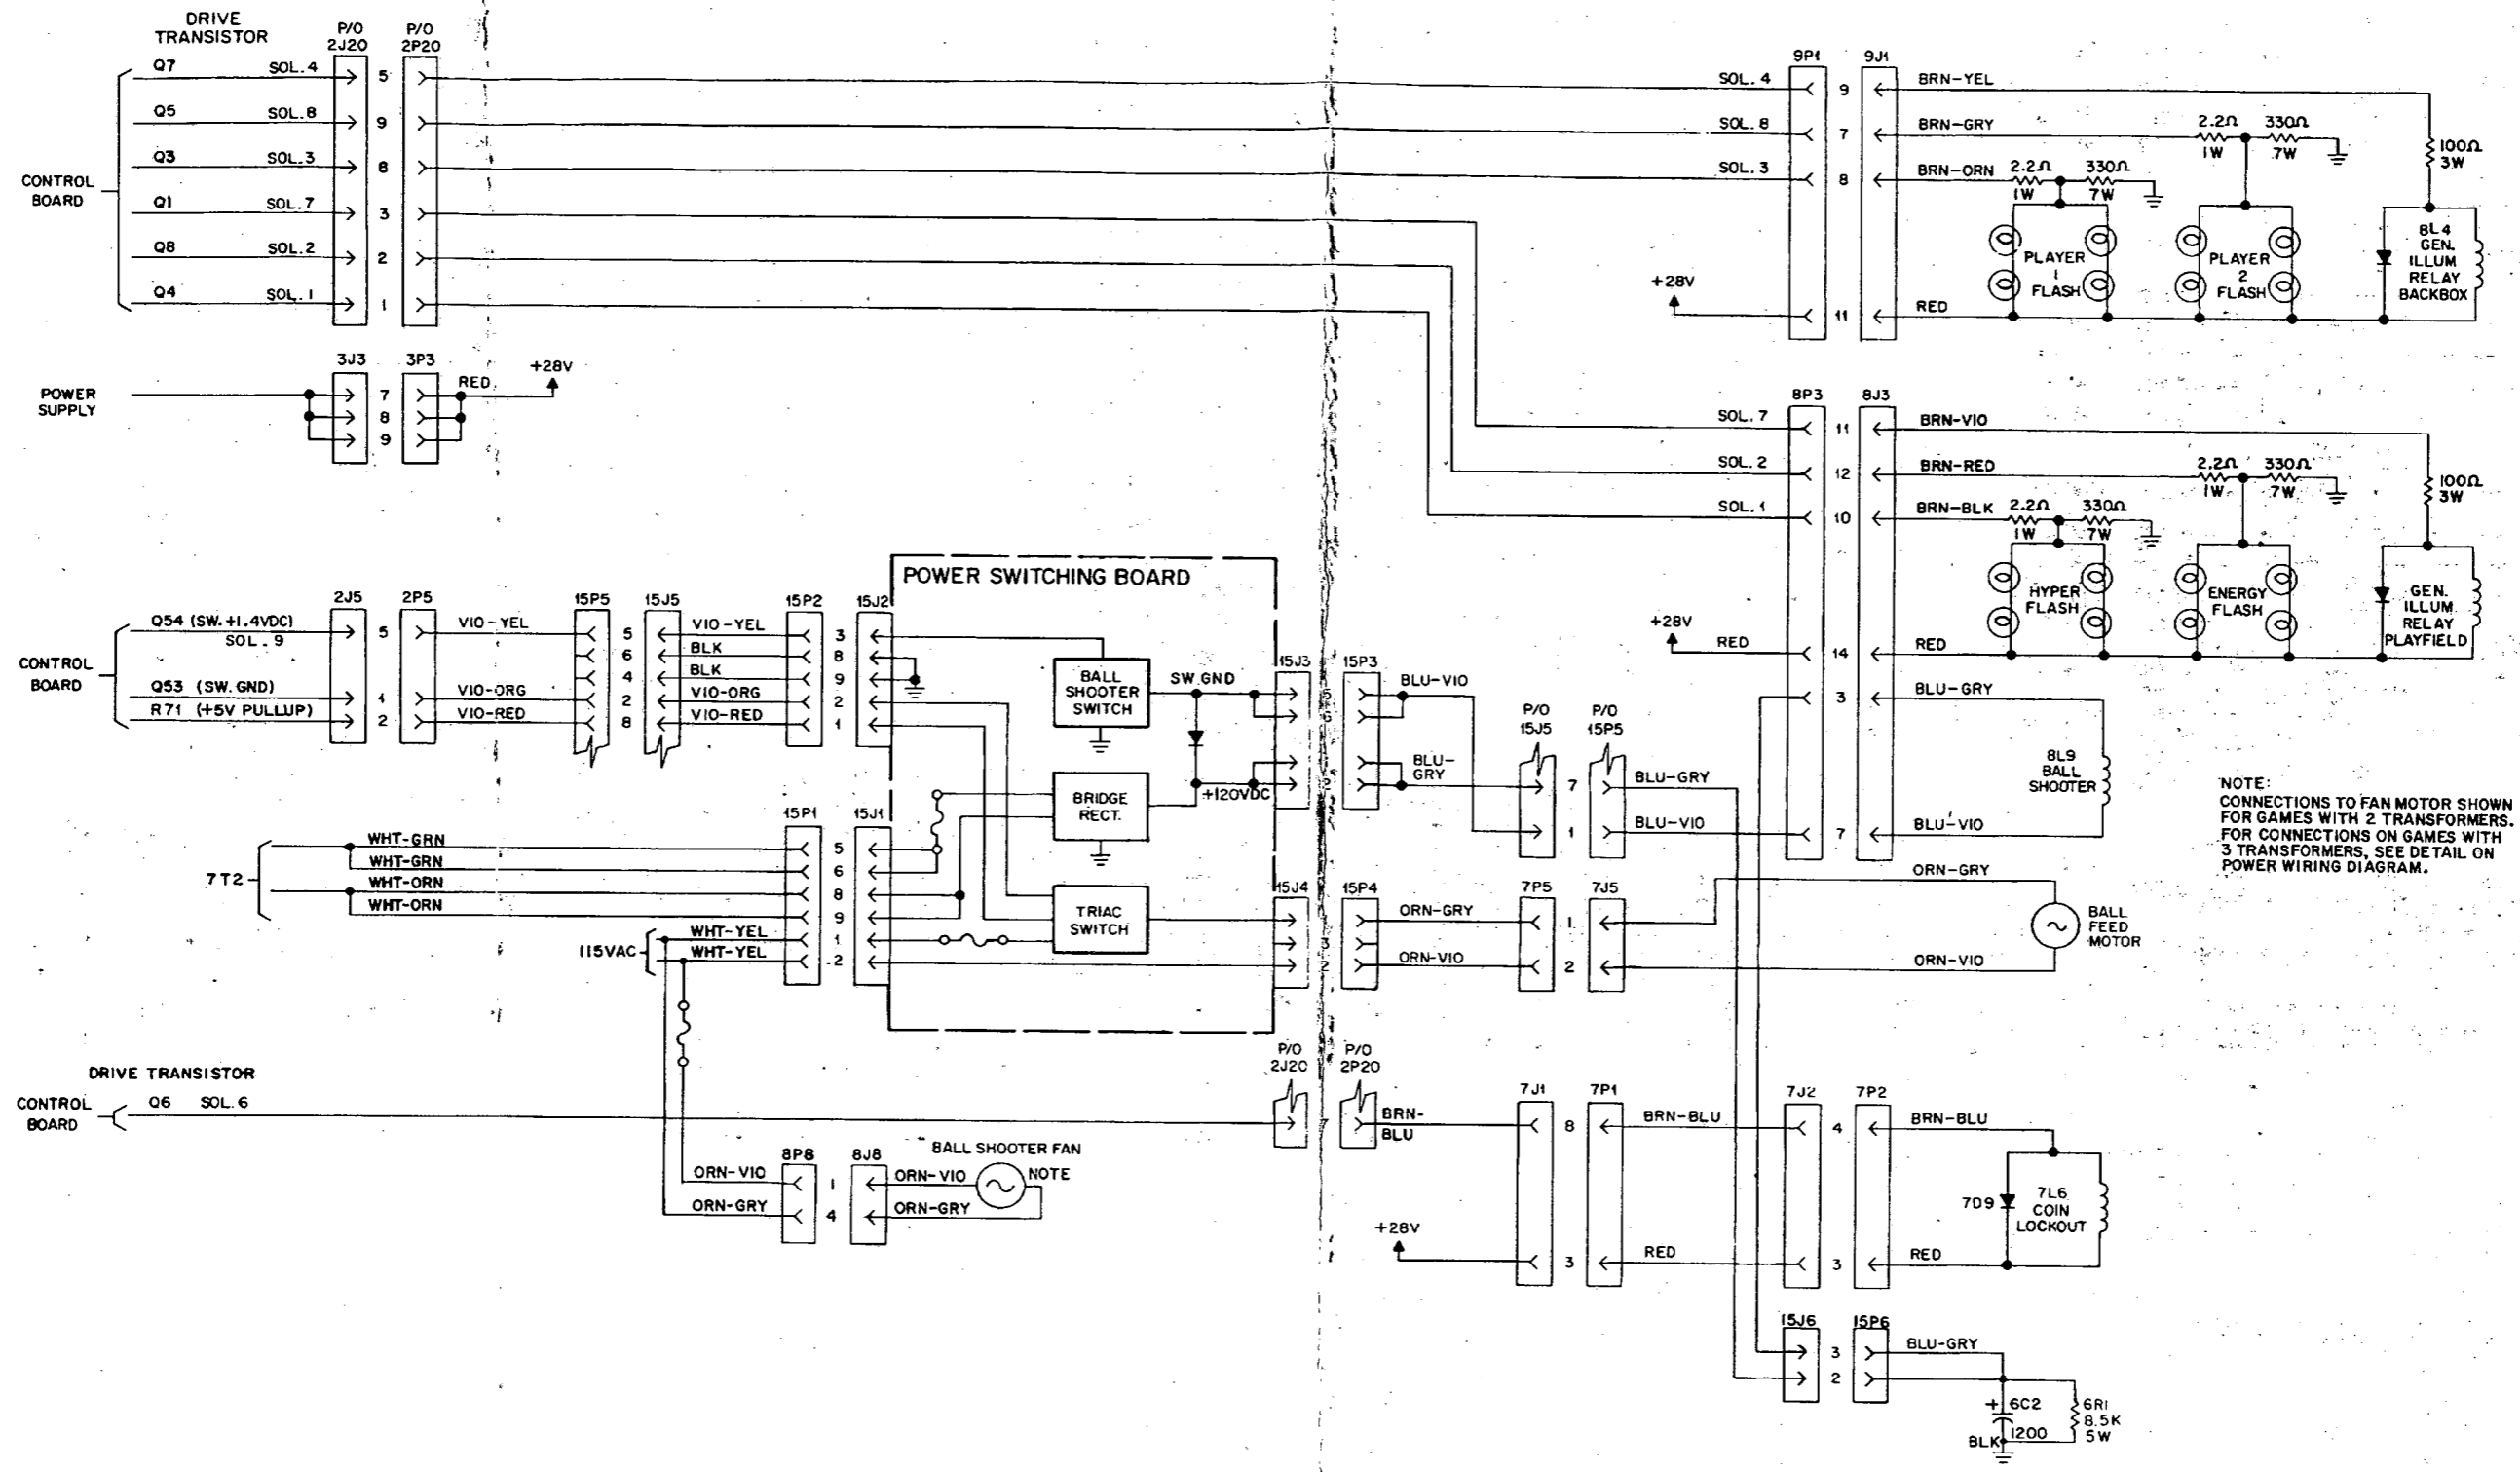 DRIVE
TRANSISTOR
P/O
2J20
P/O
2P20
CONTROL
BOARD
Q7 SOL. 4 5
Q5 SOL.8 9
Q3 SOL.3 8
Q1 SOL.7 3
Q8 SOL.2 2
Q4 SOL.1 1
9P1 9J1
SOL. 4 9 BRN-YEL
SOL. 8 7 BRN-GRY
SOL. 3 8 BRN-ORN
+28V
11 RED
2.2Ω 330Ω
1W 7W
2.2Ω 330Ω
1W 7W
100Ω
3W
PLAYER
1
FLASH
PLAYER
2
FLASH
8L4
GEN.
ILLUM
RELAY
BACKBOX
3J3 3P3
POWER
SUPPLY
7 RED +28V
8
9
8P3 8J3
SOL. 7 11 BRN-VIO
SOL. 2 12 BRN-RED
SOL. 1 10 BRN-BLK
+28V
RED 14 RED
3 BLU-GRY
7 BLU-VIO
2.2Ω 330Ω
1W 7W
2.2Ω 330Ω
1W 7W
100Ω
3W
HYPER
FLASH
ENERGY
FLASH
GEN.
ILLUM
RELAY
PLAYFIELD
8L9
BALL
SHOOTER
NOTE:
CONNECTIONS TO FAN MOTOR SHOWN
FOR GAMES WITH 2 TRANSFORMERS.
FOR CONNECTIONS ON GAMES WITH
3 TRANSFORMERS, SEE DETAIL ON
POWER WIRING DIAGRAM.
POWER SWITCHING BOARD
2J5 2P5 15P5 15J5 15P2 15J2
CONTROL
BOARD
Q54 (SW.+1.4VDC) 5 VIO-YEL 5 VIO-YEL 3
SOL. 9
6 BLK 8
4 BLK 9
Q53 (SW. GND) 1 VIO-ORG 2 VIO-ORG 2
R71 (+5V PULLUP) 2 VIO-RED 8 VIO-RED 1
BALL
SHOOTER
SWITCH
SW.GND
15J3 15P3
5
6
BLU-VIO
BLU-
GRY
+120VDC
BRIDGE
RECT.
P/O
15J5
P/O
15P5
7 BLU-GRY
1 BLU-VIO
15P1 15J1
7T2
WHT-GRN 5
WHT-GRN 6
WHT-ORN 8
WHT-ORN 9
115VAC
WHT-YEL 1
WHT-YEL 2
TRIAC
SWITCH
15J4 15P4 7P5 7J5
1 ORN-GRY 1 ORN-GRY
3
2 ORN-VIO 2 ORN-VIO
BALL
FEED
MOTOR
DRIVE TRANSISTOR
CONTROL
BOARD
Q6 SOL.6
P/O
2J20
P/O
2P20
7 BRN-
BLU
7J1 7P1 7J2 7P2
8 BRN-BLU 4 BRN-BLU
+28V
3 RED 3 RED
7D9
7L6
COIN
LOCKOUT
8P8 8J8
BALL SHOOTER FAN
NOTE
ORN-VIO 1 ORN-VIO
ORN-GRY 4 ORN-GRY
15J6 15P6
3 BLU-GRY
2
+ 6C2
1200
BLK
6R1
8.5K
5W